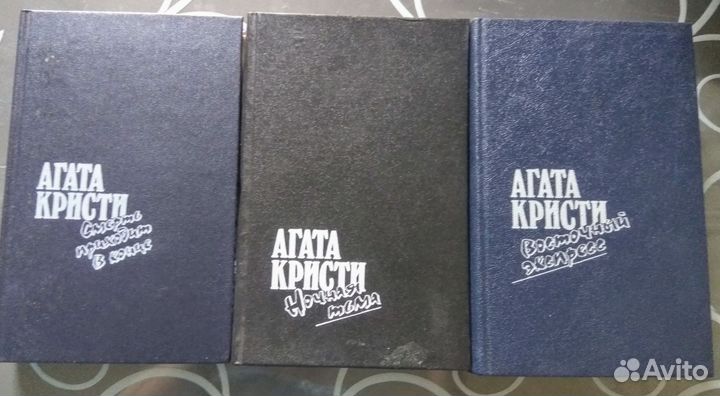 АГАТА
КРИСТИ
Смерть
приходит
в конце
АГАТА
КРИСТИ
Ночная
тьма
АГАТА
КРИСТИ
Восточный
экспресс
Avito